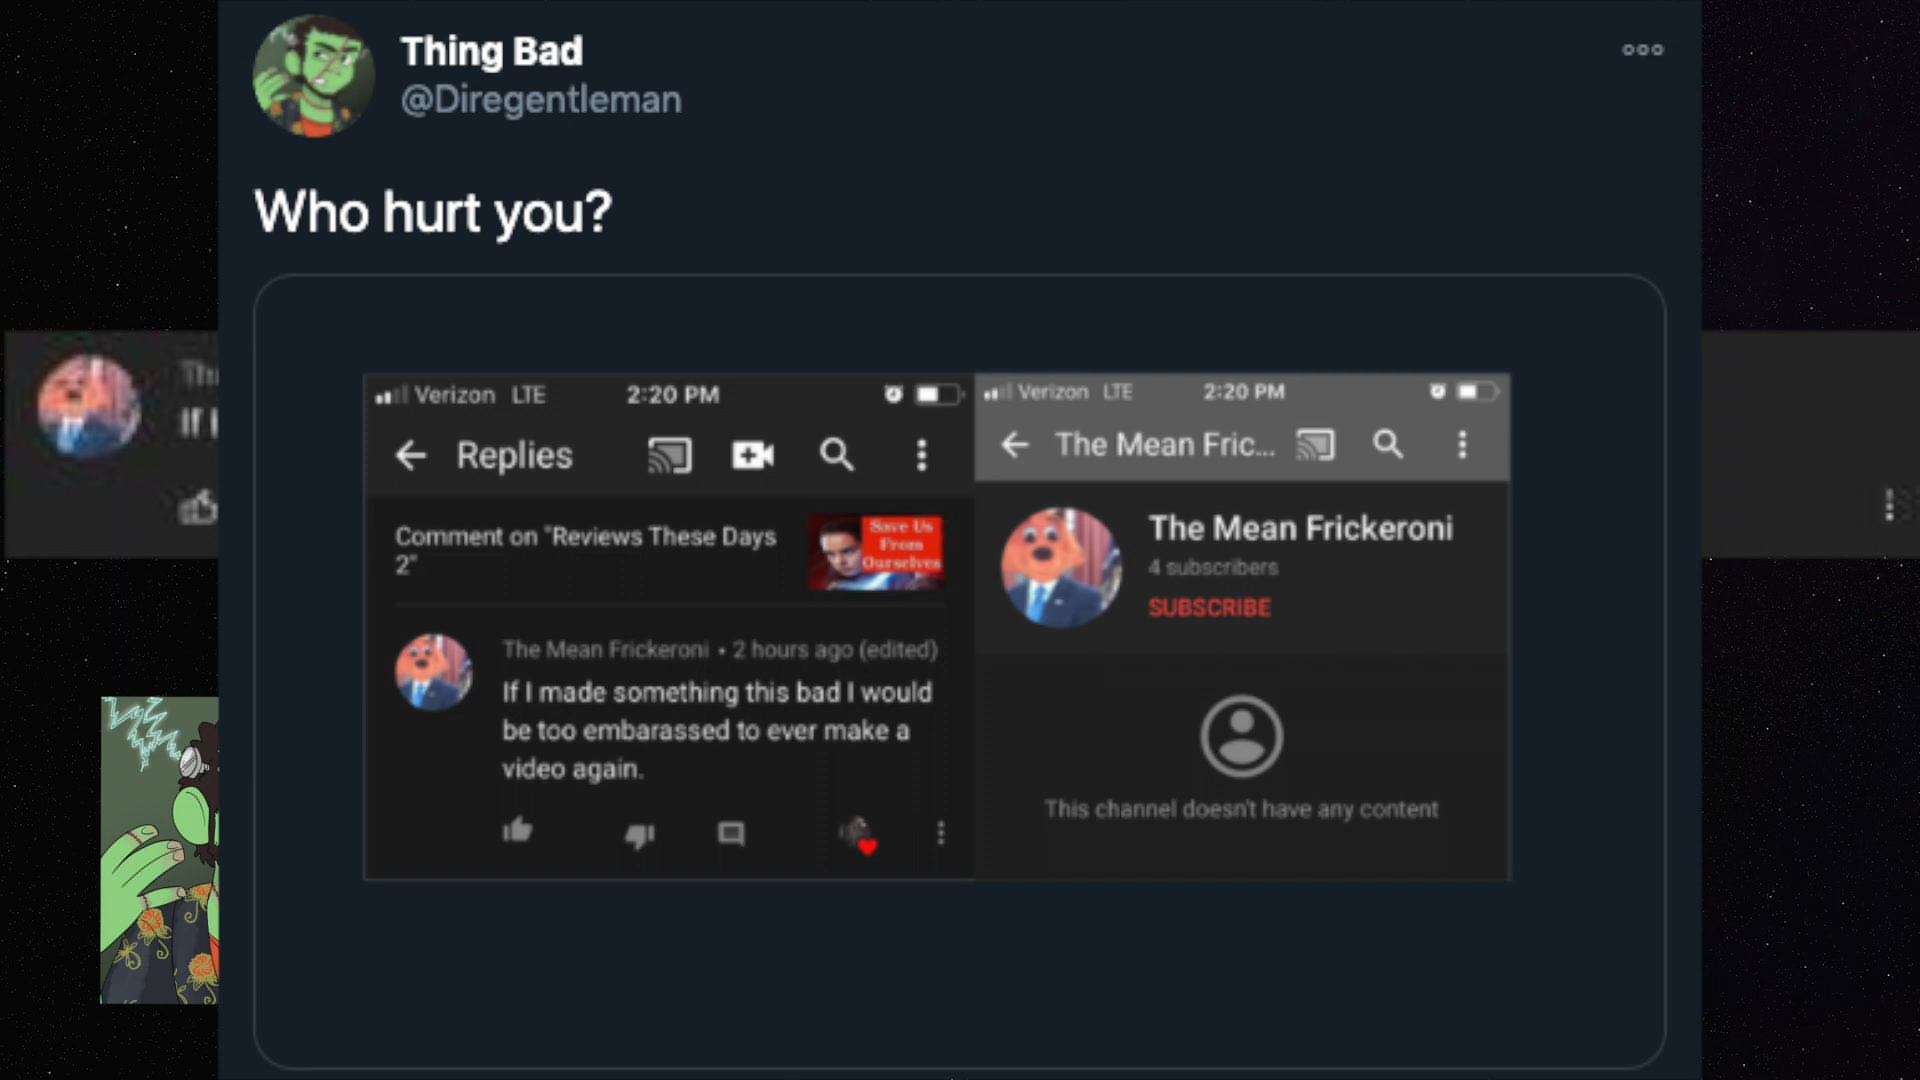 Thing Bad
@Diregentleman
Who hurt you?
Verizon LTE 2:20 PM
Replies
Comment on "Reviews These Days
2"
Save Us
From
Ourselves
The Mean Frickeroni • 2 hours ago (edited)
If I made something this bad I would
be too embarassed to ever make a
video again.
Verizon LTE 2:20 PM
The Mean Fric...
The Mean Frickeroni
4 subscribers
SUBSCRIBE
This channel doesn't have any content